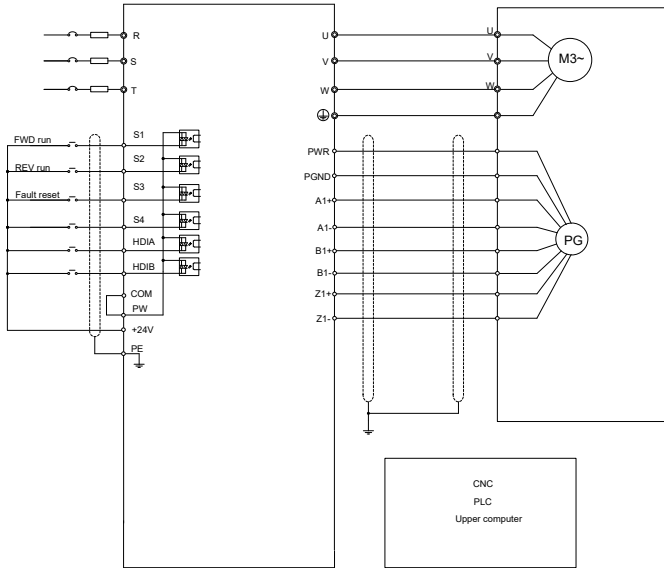 R
S
T
FWD run
REV run
Fault reset
S1
S2
S3
S4
HDIA
HDIB
COM
PW
+24V
PE
U
V
W
PWR
PGND
A1+
A1-
B1+
B1-
Z1+
Z1-
U
V
W
M3~
PG
CNC
PLC
Upper computer